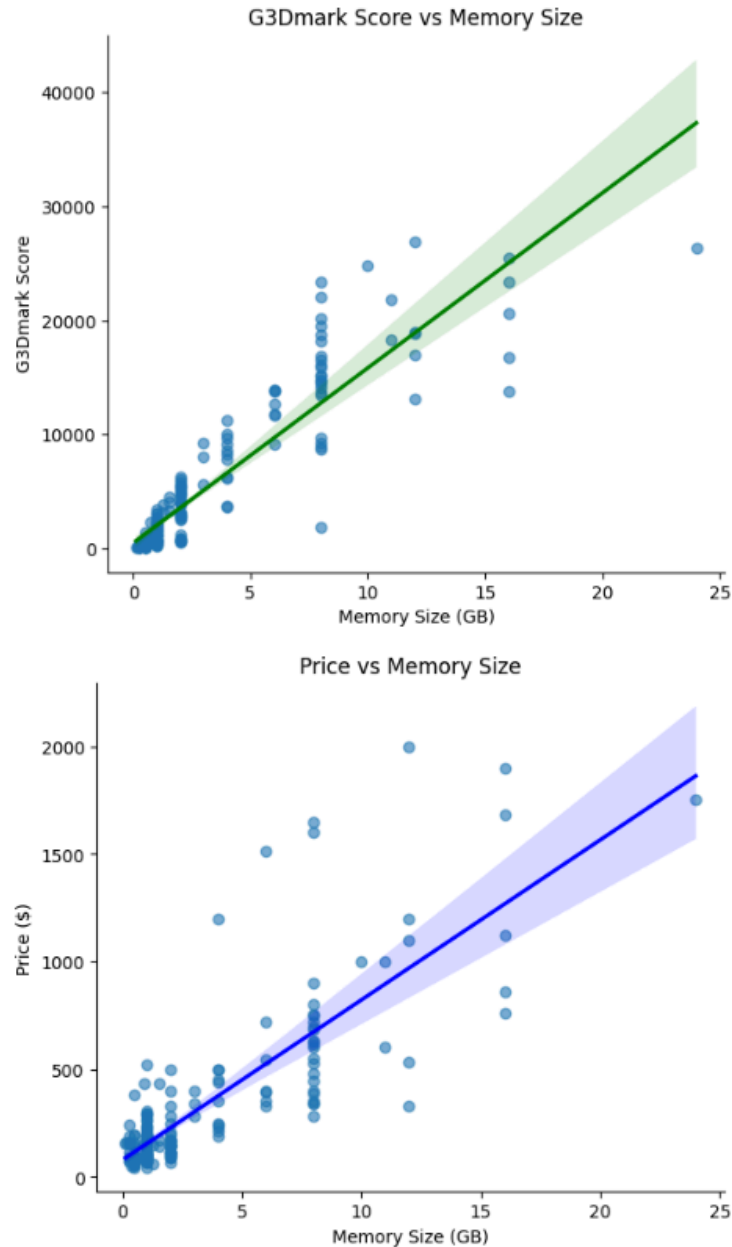 G3Dmark Score vs Memory Size
40000
30000
20000
10000
0
G3Dmark Score
0 5 10 15 20 25
Memory Size (GB)
Price vs Memory Size
2000
1500
1000
500
0
Price ($)
0 5 10 15 20 25
Memory Size (GB)